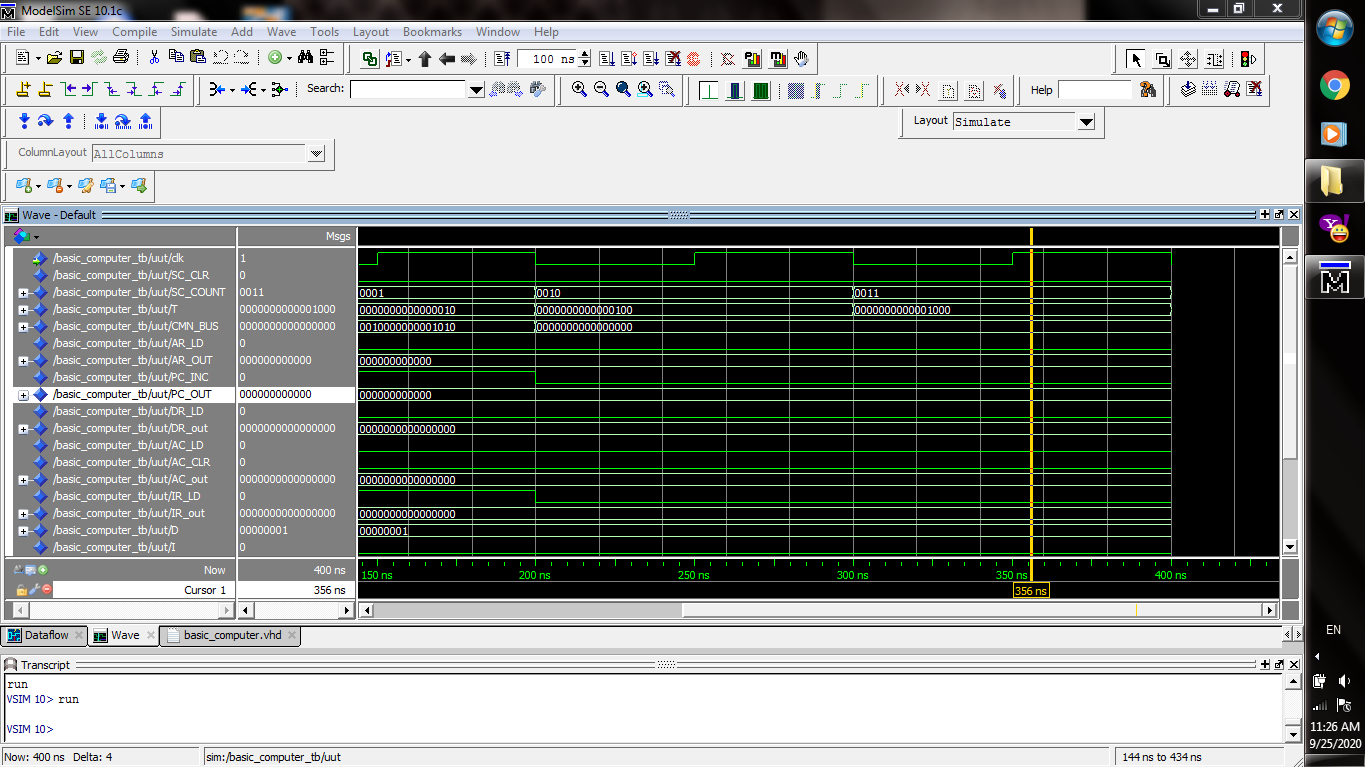 ModelSim SE 10.1c
File Edit View Compile Simulate Add Wave Tools Layout Bookmarks Window Help
100 ns
Search:
Help
Layout Simulate
ColumnLayout AllColumns
Wave - Default
Msgs
/basic_computer_tb/uut/clk 1
/basic_computer_tb/uut/SC_CLR 0
/basic_computer_tb/uut/SC_COUNT 0011 0001 0010 0011
/basic_computer_tb/uut/T 0000000000001000 0000000000000010 0000000000000100 0000000000001000
/basic_computer_tb/uut/CMN_BUS 0000000000000000 0010000000001010 0000000000000000
/basic_computer_tb/uut/AR_LD 0
/basic_computer_tb/uut/AR_OUT 000000000000 000000000000
/basic_computer_tb/uut/PC_INC 0
/basic_computer_tb/uut/PC_OUT 000000000000 000000000000
/basic_computer_tb/uut/DR_LD 0
/basic_computer_tb/uut/DR_out 0000000000000000 0000000000000000
/basic_computer_tb/uut/AC_LD 0
/basic_computer_tb/uut/AC_CLR 0
/basic_computer_tb/uut/AC_out 0000000000000000 0000000000000000
/basic_computer_tb/uut/IR_LD 0
/basic_computer_tb/uut/IR_out 0000000000000000 0000000000000000
/basic_computer_tb/uut/D 00000001 00000001
/basic_computer_tb/uut/I 0
Now 400 ns 150 ns 200 ns 250 ns 300 ns 350 ns 400 ns
Cursor 1 356 ns 356 ns
Dataflow Wave basic_computer.vhd
EN
Transcript
run
VSIM 10> run
VSIM 10>
11:26 AM
9/25/2020
Now: 400 ns Delta: 4 sim:/basic_computer_tb/uut 144 ns to 434 ns